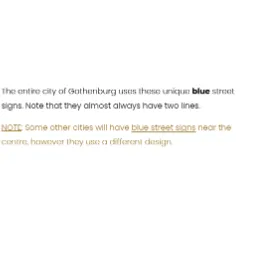 The entire city of Gothenburg uses these unique blue street
signs. Note that they almost always have two lines.
NOTE: Some other cities will have blue street signs near the
centre, however they use a different design.